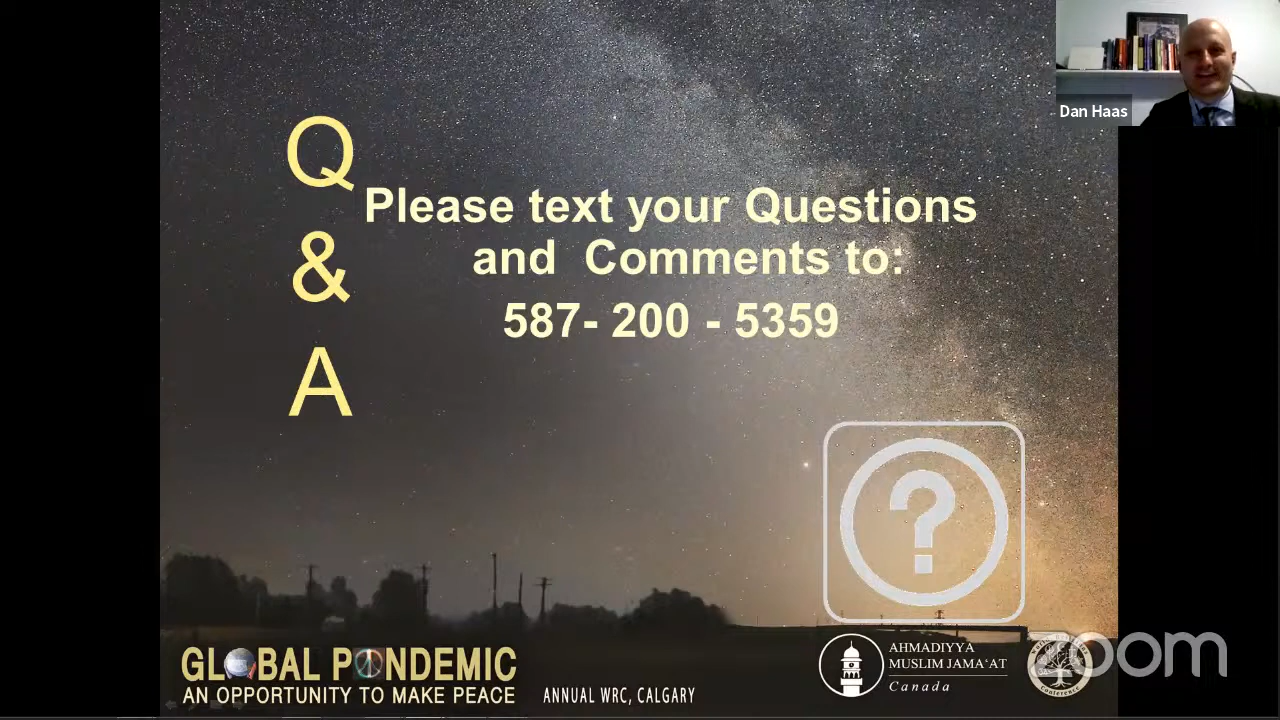 Dan Haas
Q
&
A
Please text your Questions
and Comments to:
587- 200 - 5359
GLOBAL PANDEMIC
AN OPPORTUNITY TO MAKE PEACE
ANNUAL WRC, CALGARY
AHMADIYYA
MUSLIM JAMA'AT
Canada
conference
zoom